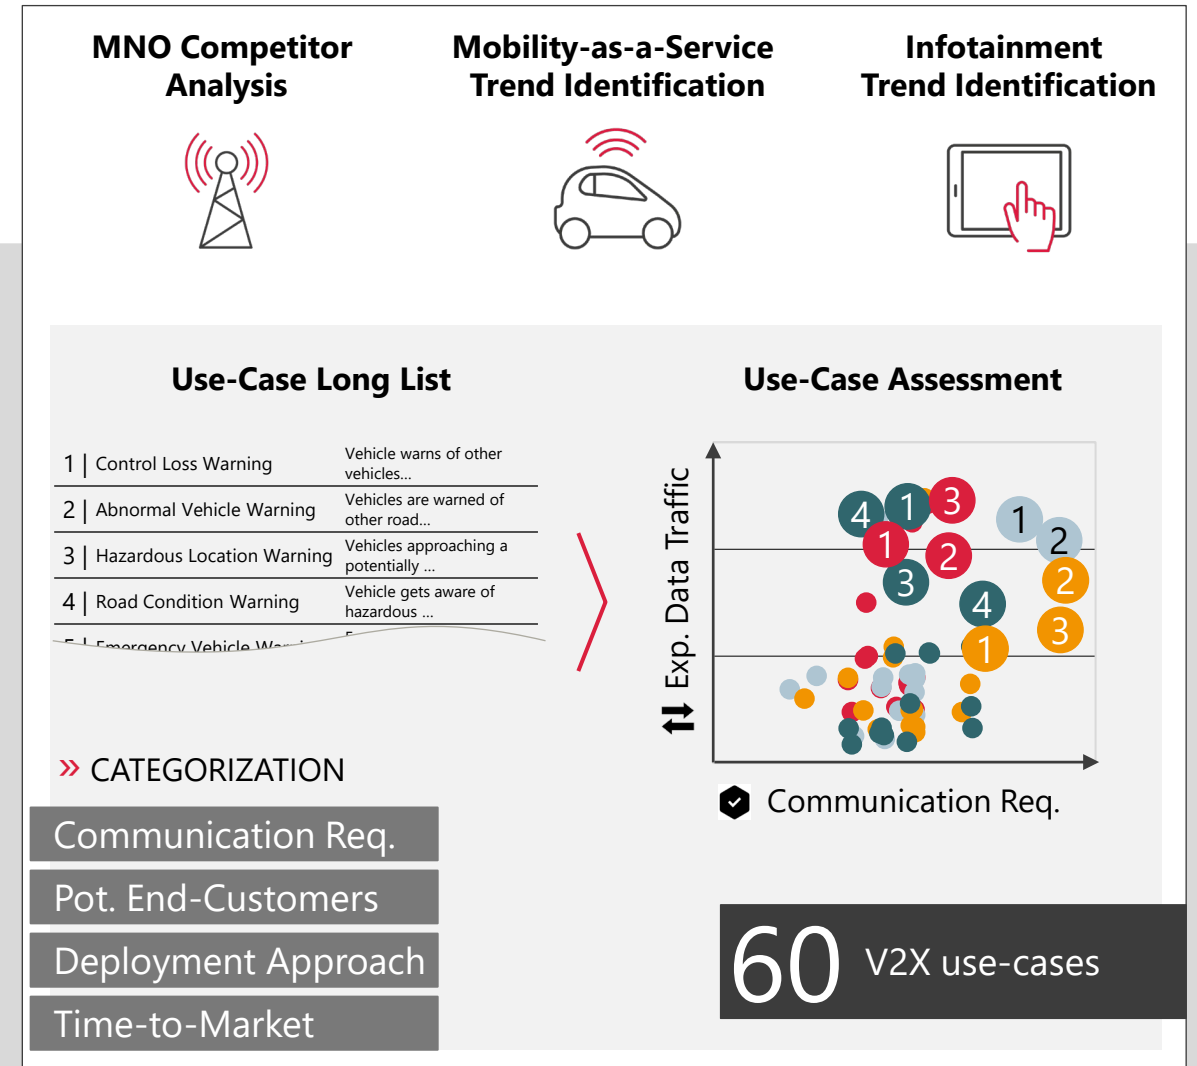 MNO Competitor
Analysis
Mobility-as-a-Service
Trend Identification
Infotainment
Trend Identification
Use-Case Long List
1 | Control Loss Warning
Vehicle warns of other
vehicles...
2 | Abnormal Vehicle Warning
Vehicles are warned of
other road...
3 | Hazardous Location Warning
Vehicles approaching a
potentially ...
4 | Road Condition Warning
Vehicle gets aware of
hazardous ...
5 | Emergency Vehicle
» CATEGORIZATION
Communication Req.
Pot. End-Customers
Deployment Approach
Time-to-Market
Use-Case Assessment
Exp. Data Traffic
4
1
3
1
2
1
2
3
4
2
3
1
Communication Req.
60 V2X use-cases